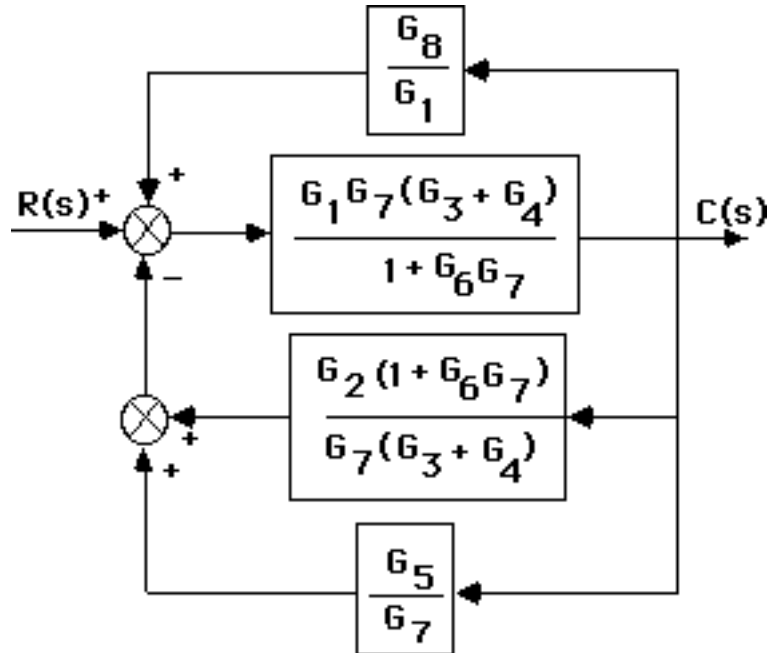 G8
G1
+
R(s)+
G1G7(G3 + G4)
1 + G6G7
C(s)
-
G2(1 + G6G7)
G7(G3 + G4)
+
+
G5
G7